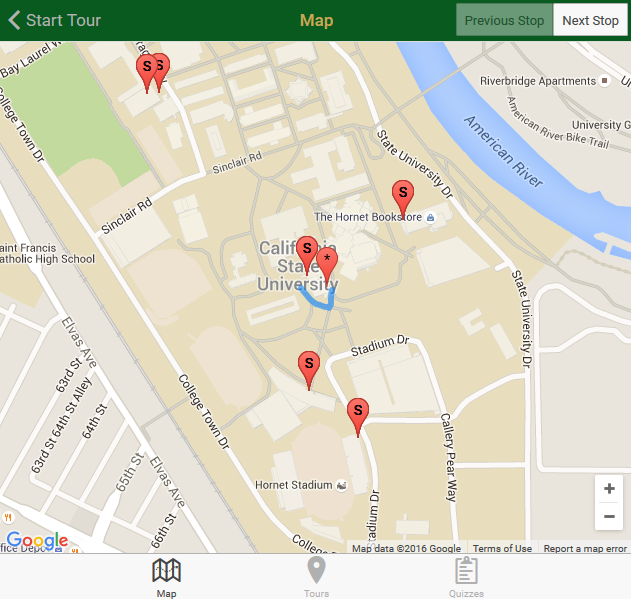 Start Tour
Map
Previous Stop
Next Stop
Bay Laurel W
S
S
Riverbridge Apartments
University G
American River Bike Trail
American River
College Town Dr
State University Dr
Sinclair Rd
Sinclair Rd
S
The Hornet Bookstore
aint Francis
atholic High School
California
State
University
S
*
State University Dr
Elvas Ave
Stadium Dr
S
63rd St
63rd St 64th St Alley
64th St
College Town Dr
S
Callery Pear Way
65th St
Elvas Ave
66th St
Hornet Stadium
Stadium Dr
College
+
−
Google
ffice Depo
Map data ©2016 Google
Terms of Use
Report a map error
Map
Tours
Quizzes